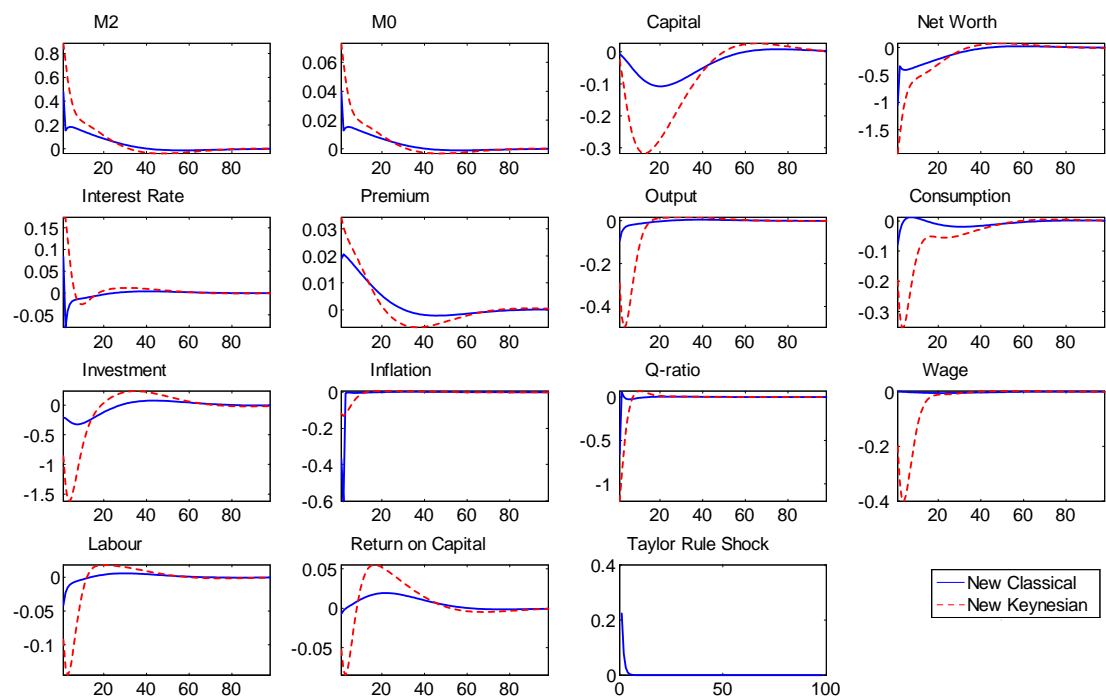 M2 M0 Capital Net Worth
0.8 0.6 0.4 0.2 0
0.06 0.04 0.02 0
0 -0.1 -0.2 -0.3
0 -0.5 -1 -1.5
20 40 60 80 20 40 60 80 20 40 60 80 20 40 60 80
Interest Rate Premium Output Consumption
0.15 0.1 0.05 0 -0.05
0.03 0.02 0.01 0
0 -0.2 -0.4
0 -0.1 -0.2 -0.3
20 40 60 80 20 40 60 80 20 40 60 80 20 40 60 80
Investment Inflation Q-ratio Wage
0 -0.5 -1 -1.5
0 -0.2 -0.4 -0.6
0 -0.5 -1
0 -0.2 -0.4
20 40 60 80 20 40 60 80 20 40 60 80 20 40 60 80
Labour Return on Capital Taylor Rule Shock
0 -0.05 -0.1
0.05 0 -0.05
0.4 0.2 0
20 40 60 80 20 40 60 80 0 50 100
New Classical
New Keynesian